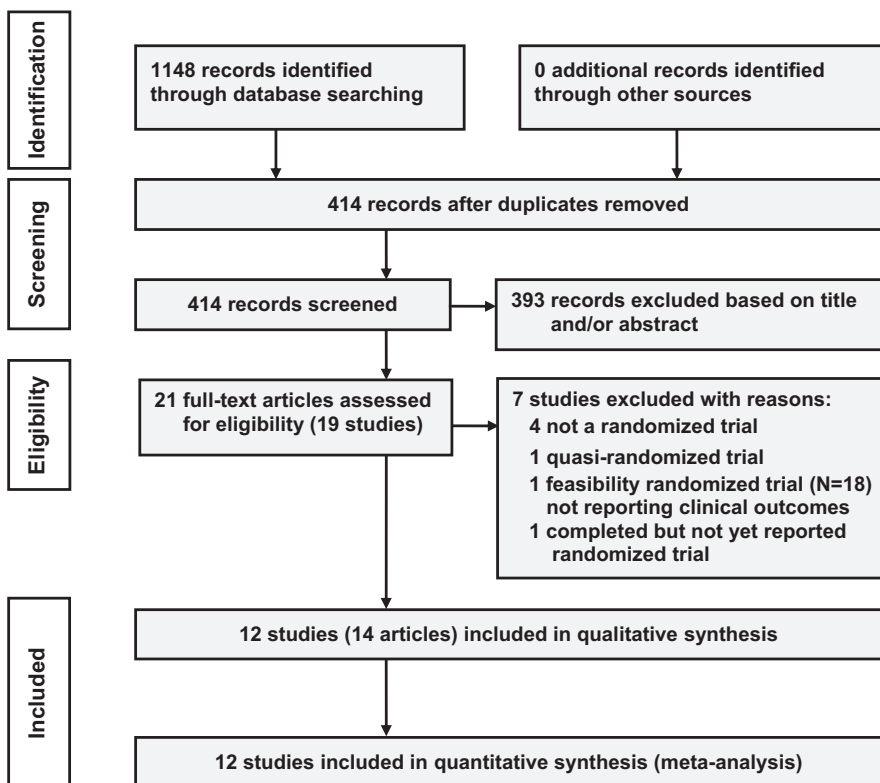 Identification
1148 records identified
through database searching
0 additional records identified
through other sources
Screening
414 records after duplicates removed
414 records screened
393 records excluded based on title
and/or abstract
Eligibility
21 full-text articles assessed
for eligibility (19 studies)
7 studies excluded with reasons:
4 not a randomized trial
1 quasi-randomized trial
1 feasibility randomized trial (N=18)
not reporting clinical outcomes
1 completed but not yet reported
randomized trial
Included
12 studies (14 articles) included in qualitative synthesis
12 studies included in quantitative synthesis (meta-analysis)